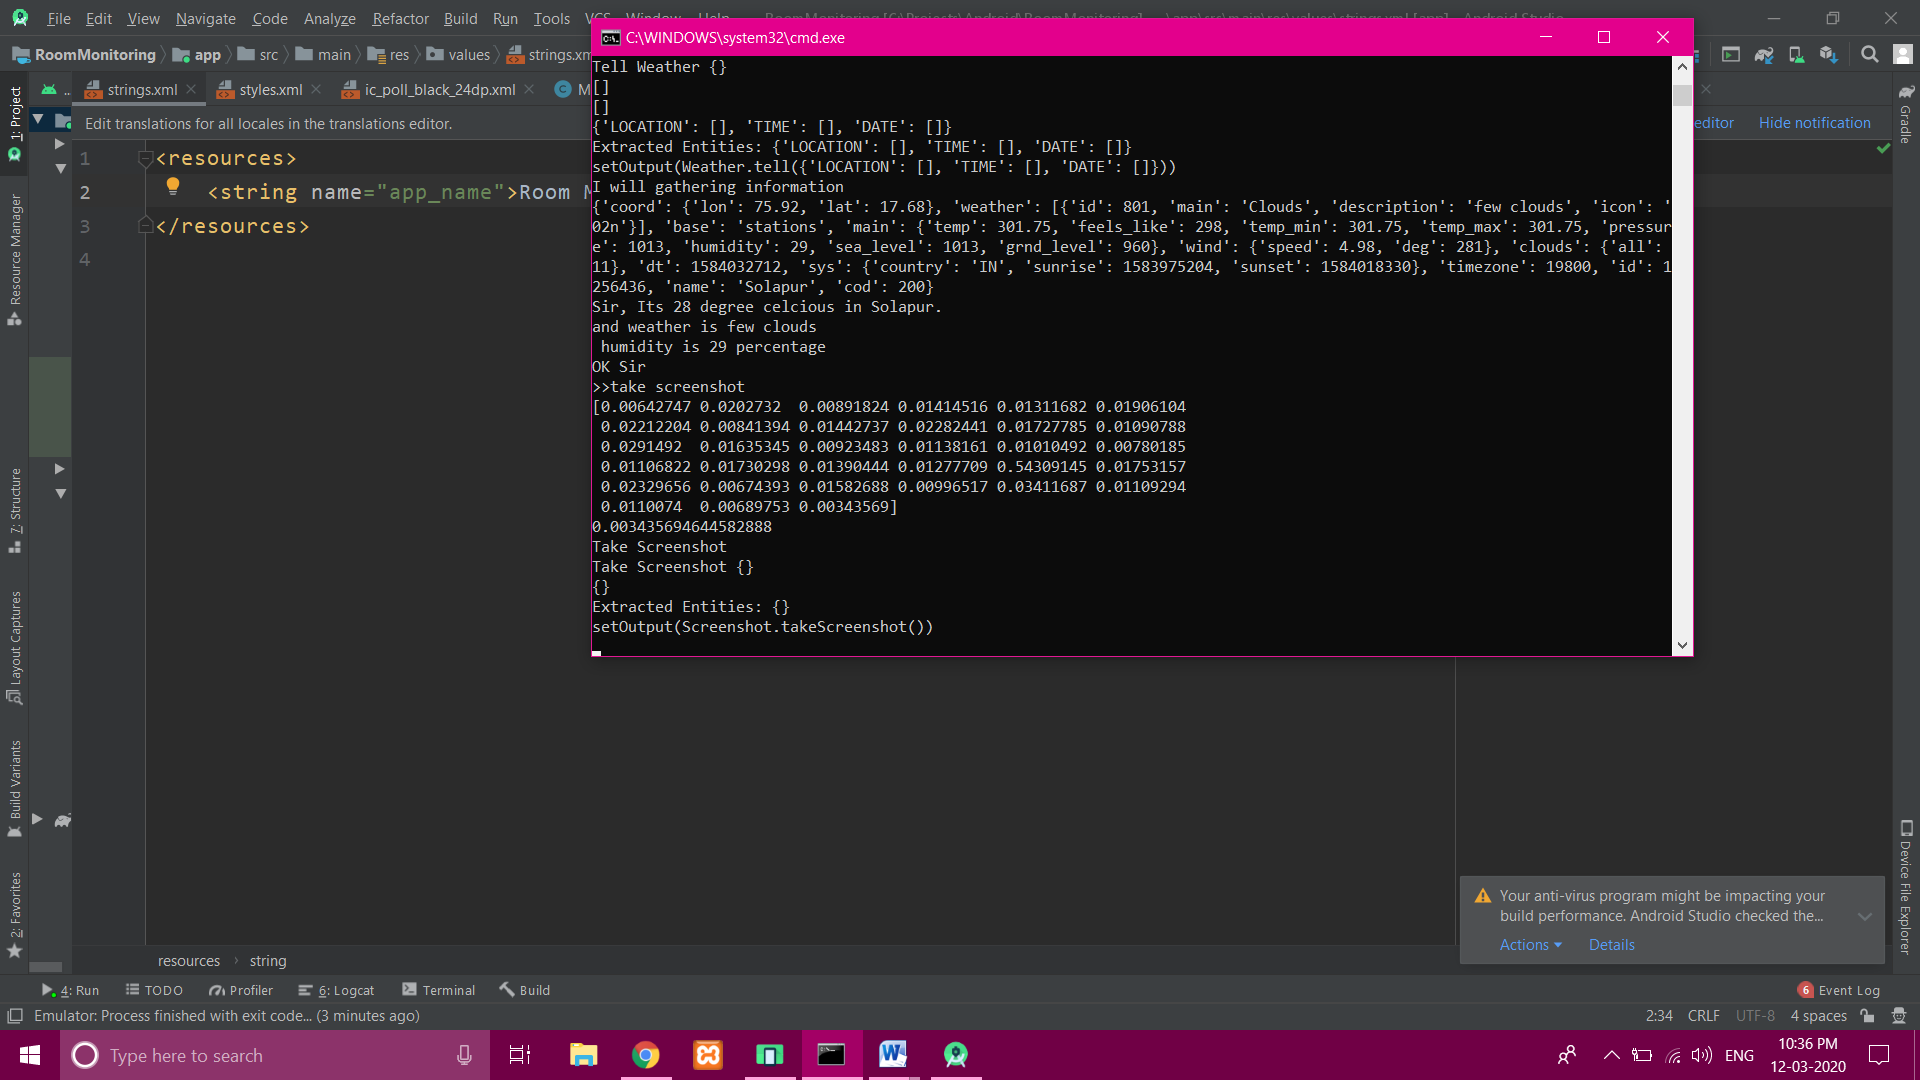 File Edit View Navigate Code Analyze Refactor Build Run Tools
C:\WINDOWS\system32\cmd.exe
RoomMonitoring app src main res values strings.xm
strings.xml styles.xml ic_poll_black_24dp.xml M
Edit translations for all locales in the translations editor.
editor Hide notification
1 <resources>
2 <string name="app_name">Room
3 </resources>
4
Tell Weather {}
[]
[]
{'LOCATION': [], 'TIME': [], 'DATE': []}
Extracted Entities: {'LOCATION': [], 'TIME': [], 'DATE': []}
setOutput(Weather.tell({'LOCATION': [], 'TIME': [], 'DATE': []}))
I will gathering information
{'coord': {'lon': 75.92, 'lat': 17.68}, 'weather': [{'id': 801, 'main': 'Clouds', 'description': 'few clouds', 'icon': '
02n'}], 'base': 'stations', 'main': {'temp': 301.75, 'feels_like': 298, 'temp_min': 301.75, 'temp_max': 301.75, 'pressur
e': 1013, 'humidity': 29, 'sea_level': 1013, 'grnd_level': 960}, 'wind': {'speed': 4.98, 'deg': 281}, 'clouds': {'all':
11}, 'dt': 1584032712, 'sys': {'country': 'IN', 'sunrise': 1583975204, 'sunset': 1584018330}, 'timezone': 19800, 'id': 1
256436, 'name': 'Solapur', 'cod': 200}
Sir, Its 28 degree celcious in Solapur.
and weather is few clouds
humidity is 29 percentage
OK Sir
>>take screenshot
[0.00642747 0.0202732 0.00891824 0.01414516 0.01311682 0.01906104
0.02212204 0.00841394 0.01442737 0.02282441 0.01727785 0.01090788
0.0291492 0.01635345 0.00923483 0.01138161 0.01010492 0.00780185
0.01106822 0.01730298 0.01390444 0.01277709 0.54309145 0.01753157
0.02329656 0.00674393 0.01582688 0.00996517 0.03411687 0.01109294
0.0110074 0.00689753 0.00343569]
0.003435694644582888
Take Screenshot
Take Screenshot {}
{}
Extracted Entities: {}
setOutput(Screenshot.takeScreenshot())
1: Project
Resource Manager
7: Structure
Layout Captures
Build Variants
2: Favorites
Gradle
Device File Explorer
Your anti-virus program might be impacting your
build performance. Android Studio checked the...
Actions Details
resources string
4: Run TODO Profiler 6: Logcat Terminal Build
6 Event Log
Emulator: Process finished with exit code... (3 minutes ago)
2:34 CRLF UTF-8 4 spaces
Type here to search
ENG
10:36 PM
12-03-2020